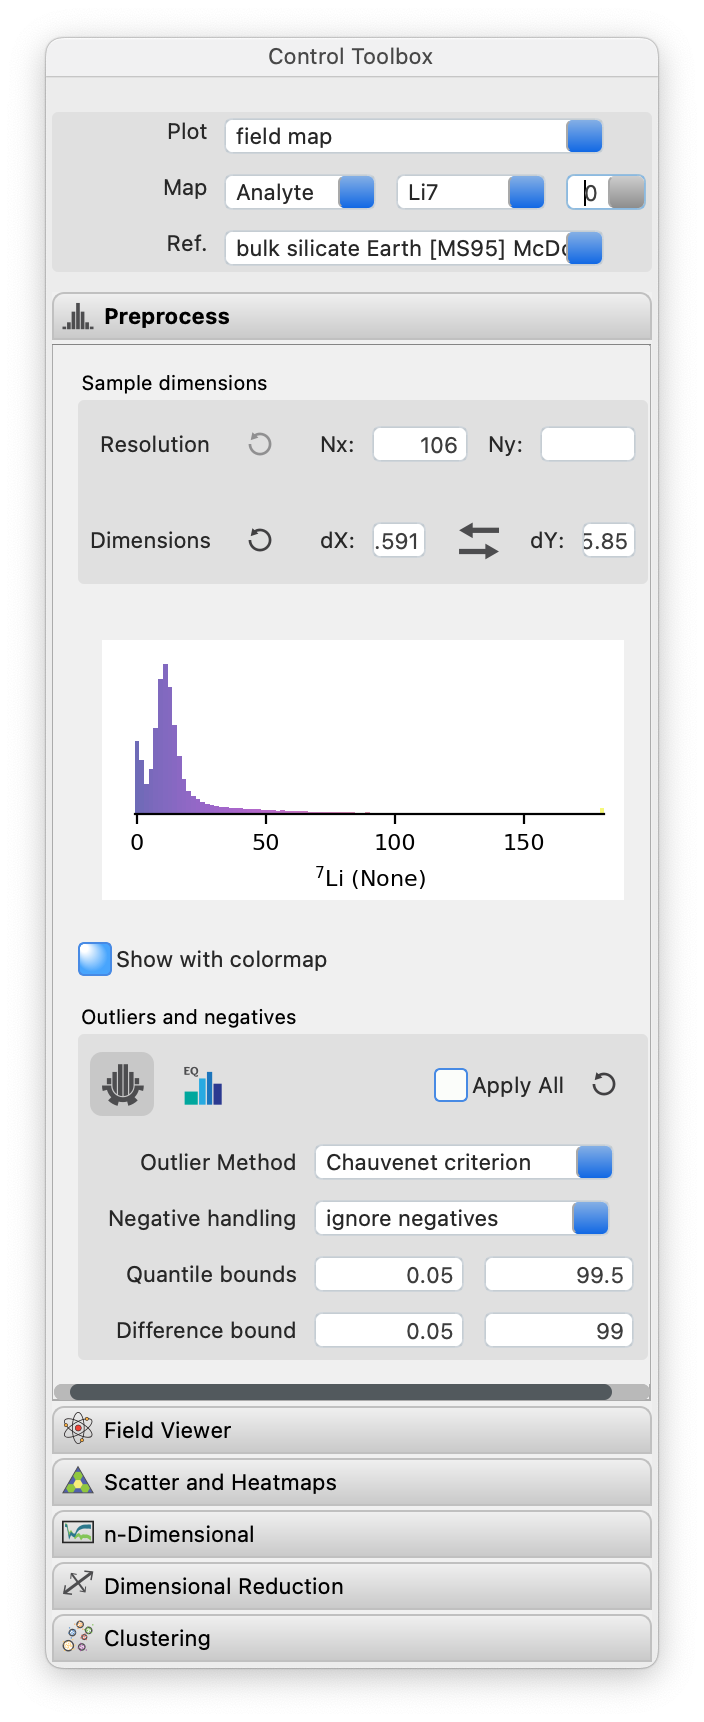 Control Toolbox
Plot field map
Map Analyte Li7 0
Ref. bulk silicate Earth [MS95]
Preprocess
Sample dimensions
Resolution Nx: 106 Ny:
Dimensions dX: .591 dY: 5.85
0 50 100 150
⁷Li (None)
Show with colormap
Outliers and negatives
EQ Apply All
Outlier Method Chauvenet criterion
Negative handling ignore negatives
Quantile bounds 0.05 99.5
Difference bound 0.05 99
Field Viewer
Scatter and Heatmaps
n-Dimensional
Dimensional Reduction
Clustering